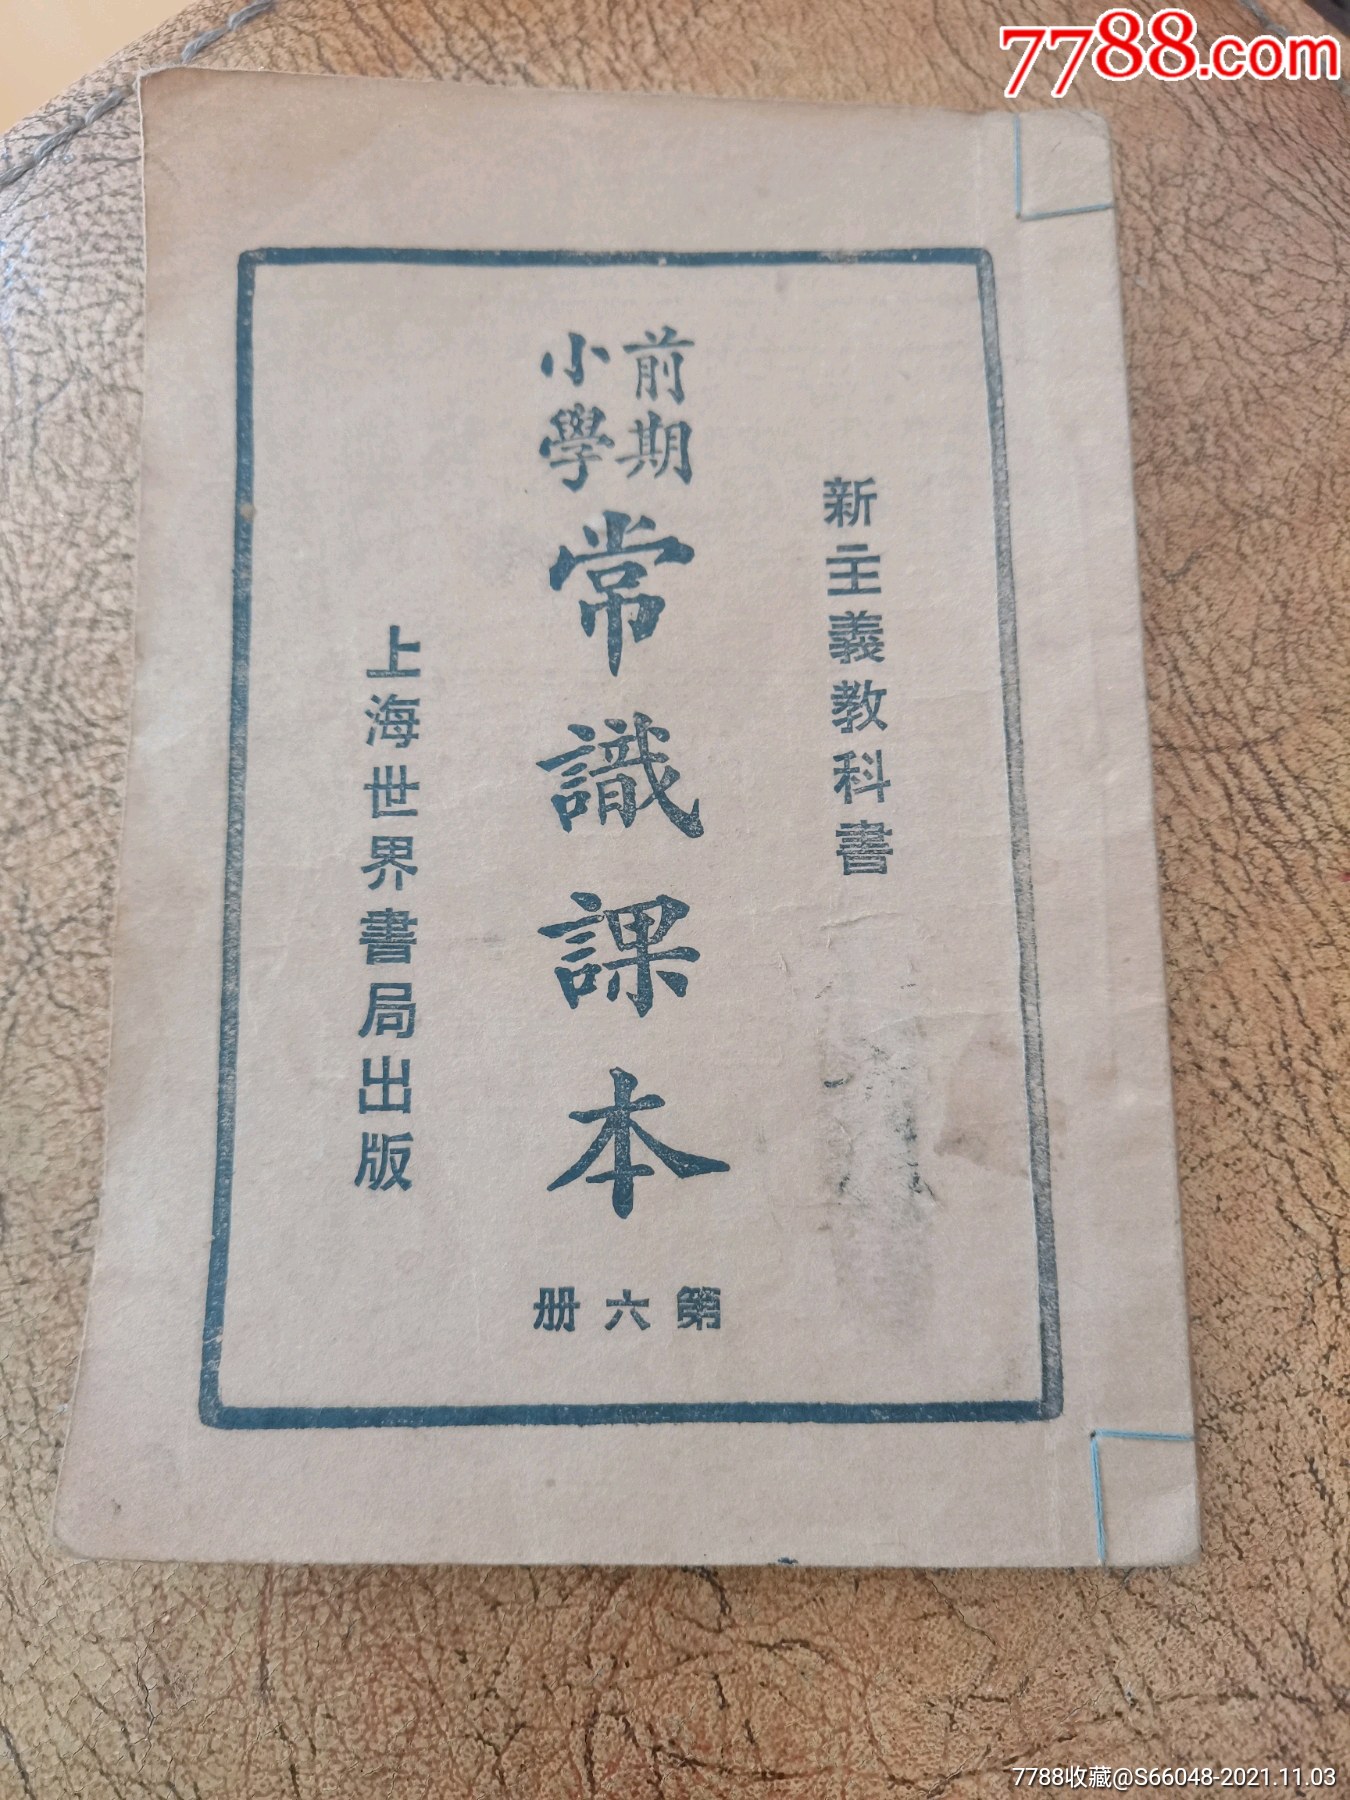 7788.com
新主義教科書
前期
小學
常識課本
第六册
上海世界書局出版
7788收藏@S66048-2021.11.03